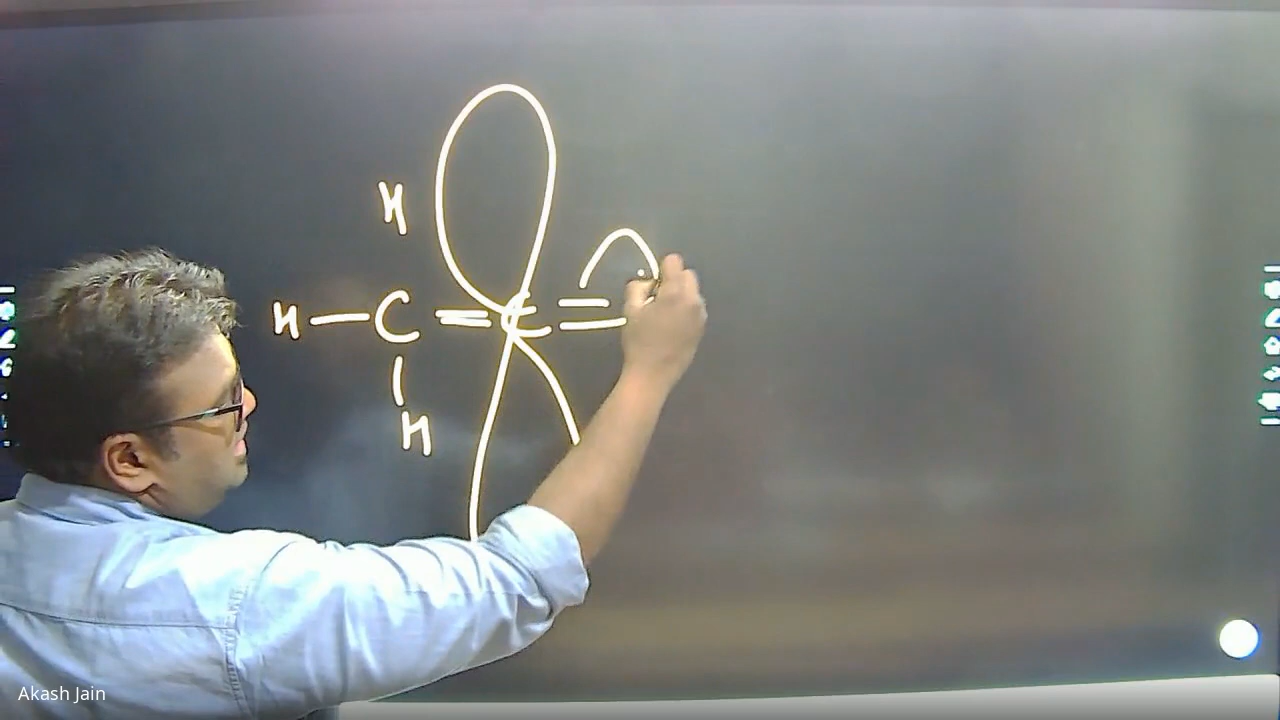 H
H — C = C =
|
H
Akash Jain